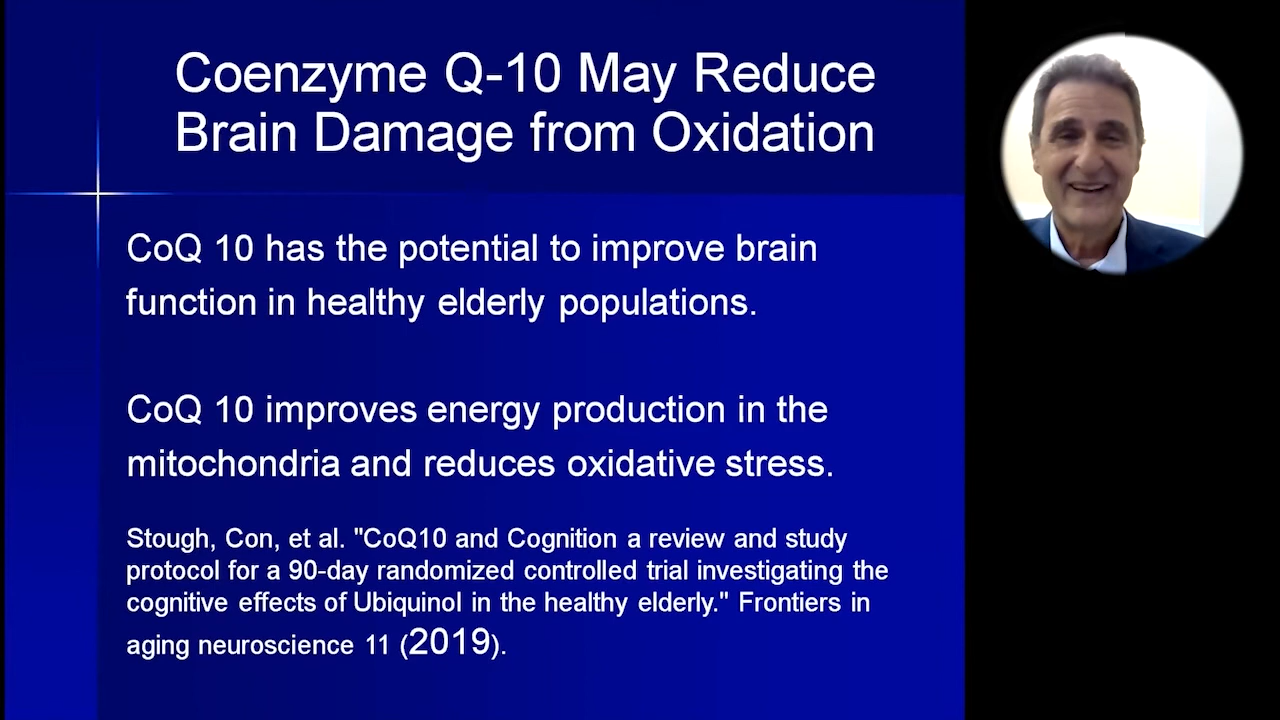 Coenzyme Q-10 May Reduce
Brain Damage from Oxidation
CoQ 10 has the potential to improve brain
function in healthy elderly populations.
CoQ 10 improves energy production in the
mitochondria and reduces oxidative stress.
Stough, Con, et al. "CoQ10 and Cognition a review and study
protocol for a 90-day randomized controlled trial investigating the
cognitive effects of Ubiquinol in the healthy elderly." Frontiers in
aging neuroscience 11 (2019).